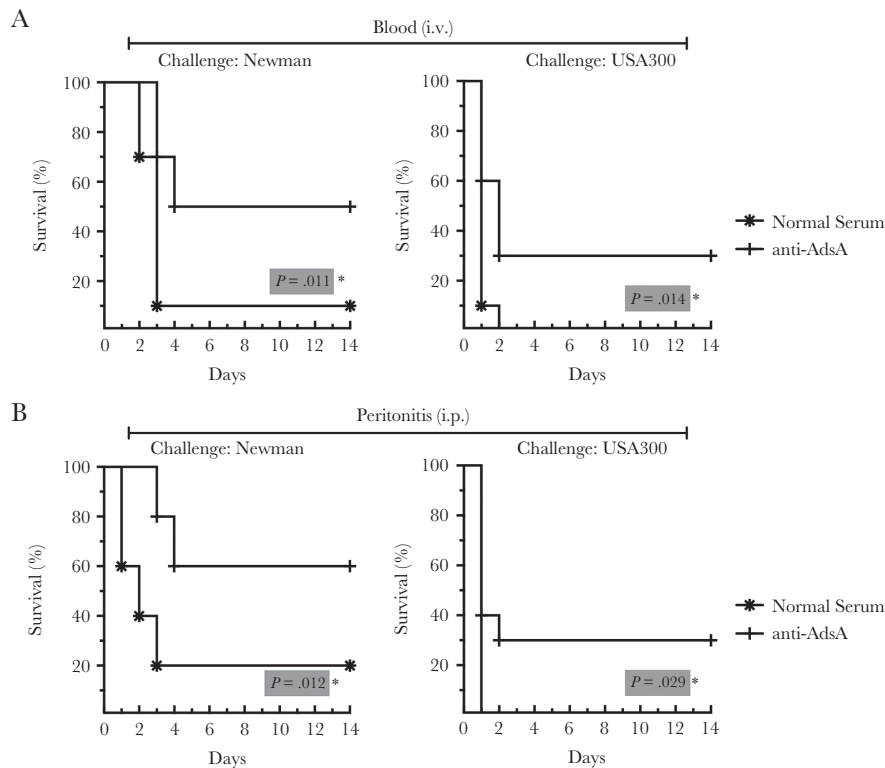 A
Blood (i.v.)
Challenge: Newman
Challenge: USA300
Survival (%)
100
80
60
40
20
P = .011 *
0 2 4 6 8 10 12 14
Days
Survival (%)
100
80
60
40
20
P = .014 *
0 2 4 6 8 10 12 14
Days
Normal Serum
anti-AdsA
B
Peritonitis (i.p.)
Challenge: Newman
Challenge: USA300
Survival (%)
100
80
60
40
20
P = .012 *
0 2 4 6 8 10 12 14
Days
Survival (%)
100
80
60
40
20
P = .029 *
0 2 4 6 8 10 12 14
Days
Normal Serum
anti-AdsA